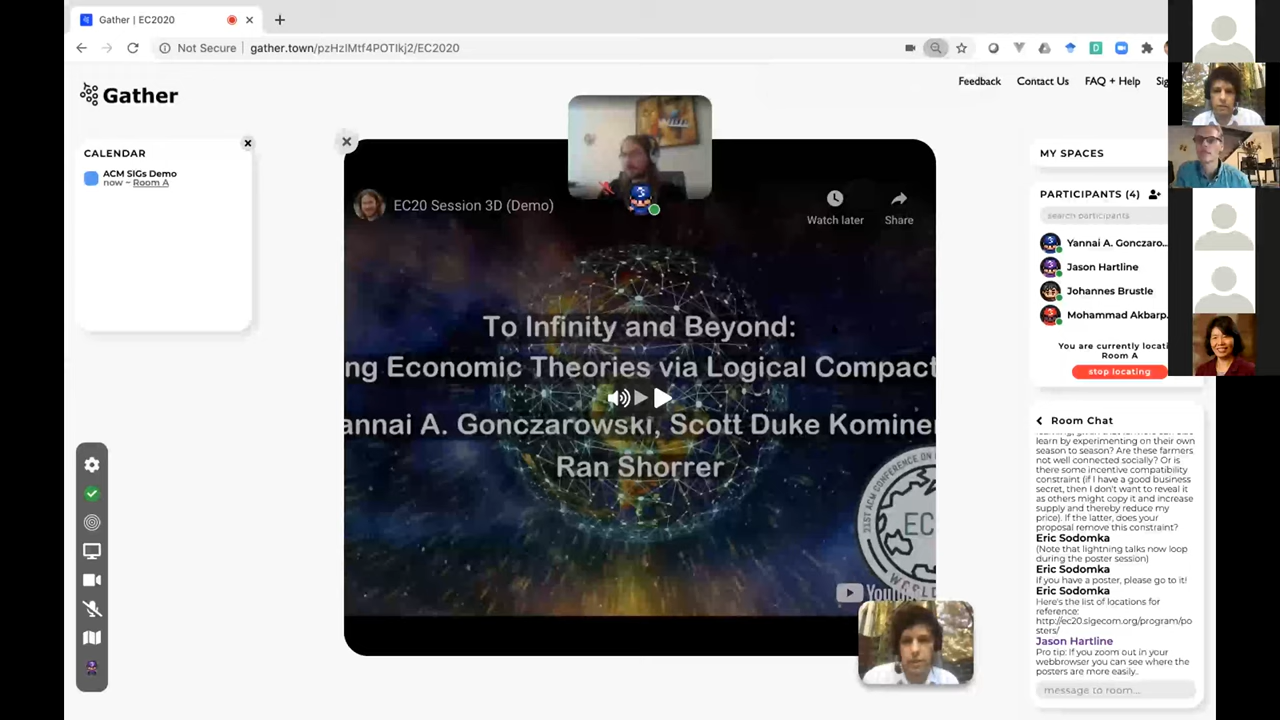 Gather | EC2020
Not Secure
gather.town/pzHzlMtf4POTIkj2/EC2020
Gather
Feedback
Contact Us
FAQ + Help
CALENDAR
ACM SIGs Demo
now ~ Room A
EC20 Session 3D (Demo)
Watch later
Share
To Infinity and Beyond:
ng Economic Theories via Logical Compact
annai A. Gonczarowski, Scott Duke Kominer
Ran Shorrer
21ST ACM CONFERENCE ON
EC
MY SPACES
PARTICIPANTS (4)
search participants
Yannai A. Gonczaro...
Jason Hartline
Johannes Brustle
Mohammad Akbarp...
You are currently locati
Room A
stop locating
Room Chat
learn by experimenting on their own
season to season? Are these farmers
not well connected socially? Or is
there some incentive compatibility
constraint (if I have a good business
secret, then I don't want to reveal it
as others might copy it and increase
supply and thereby reduce my
price). If the latter, does your
proposal remove this constraint?
Eric Sodomka
(Note that lightning talks now loop
during the poster session)
Eric Sodomka
if you have a poster, please go to it!
Eric Sodomka
Here's the list of locations for
reference:
http://ec20.sigecom.org/program/po
sters/
Jason Hartline
Pro tip: If you zoom out in your
webbrowser you can see where the
posters are more easily..
message to room...